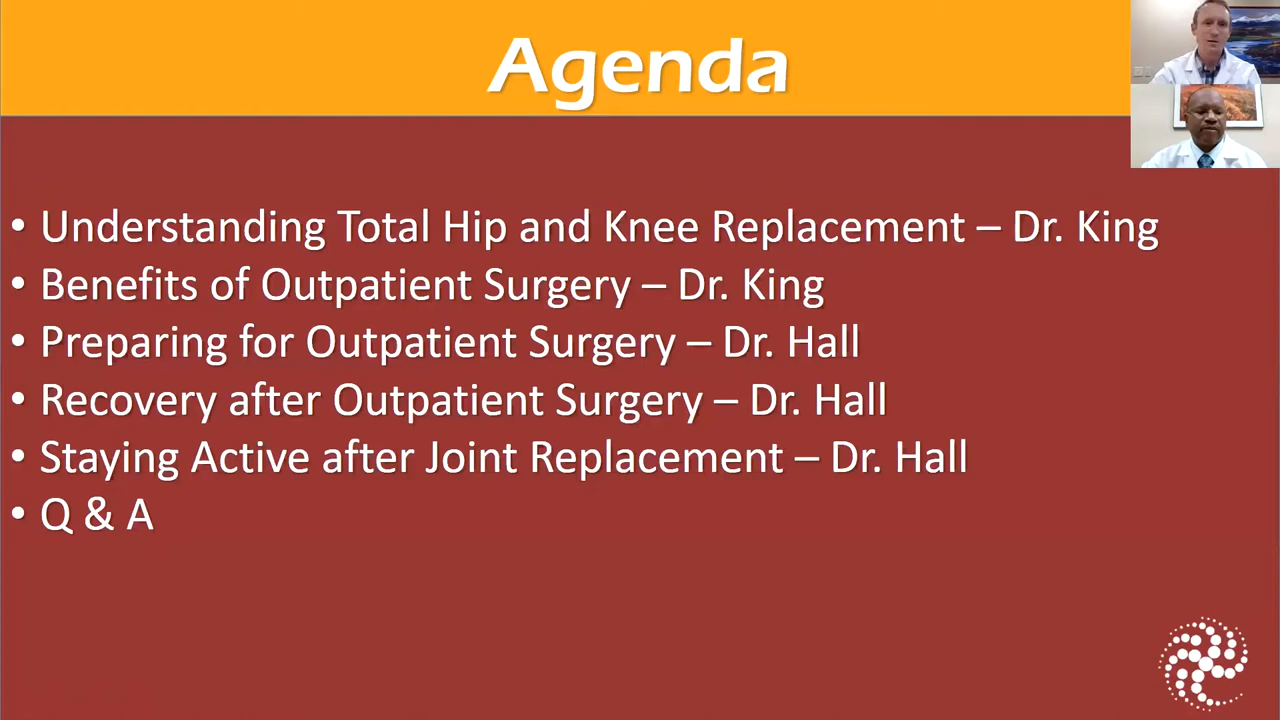 Agenda
• Understanding Total Hip and Knee Replacement – Dr. King
• Benefits of Outpatient Surgery – Dr. King
• Preparing for Outpatient Surgery – Dr. Hall
• Recovery after Outpatient Surgery – Dr. Hall
• Staying Active after Joint Replacement – Dr. Hall
• Q & A